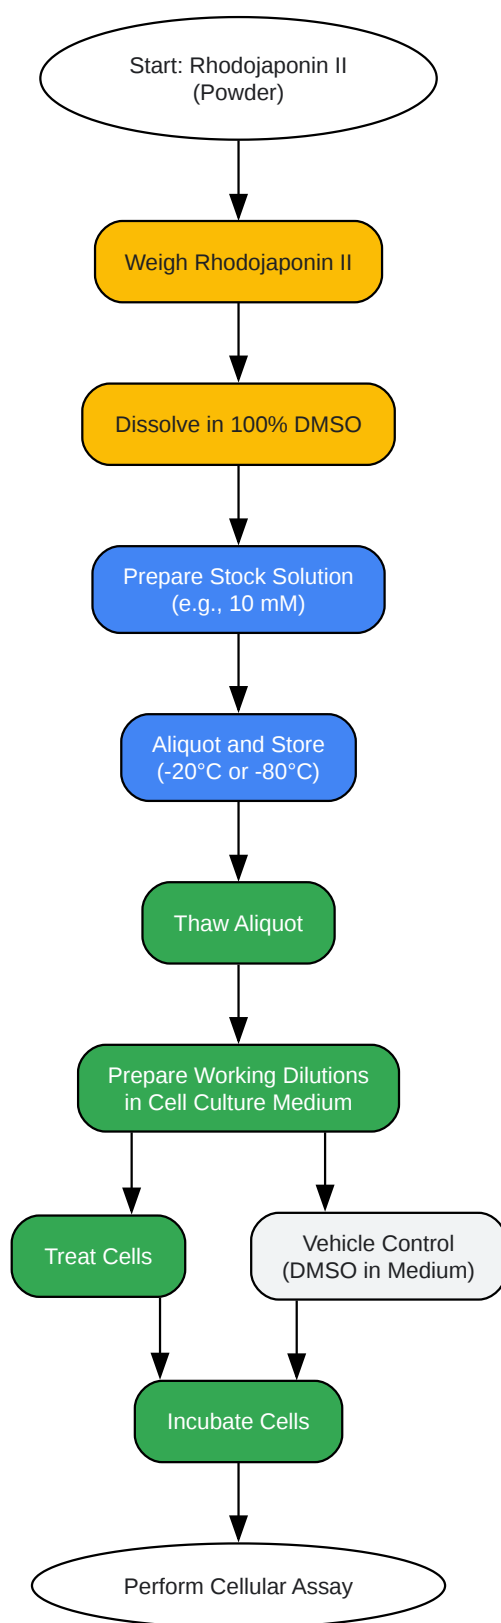 Start: Rhodojaponin II
(Powder)
Weigh Rhodojaponin II
Dissolve in 100% DMSO
Prepare Stock Solution
(e.g., 10 mM)
Aliquot and Store
(-20°C or -80°C)
Thaw Aliquot
Prepare Working Dilutions
in Cell Culture Medium
Treat Cells
Vehicle Control
(DMSO in Medium)
Incubate Cells
Perform Cellular Assay